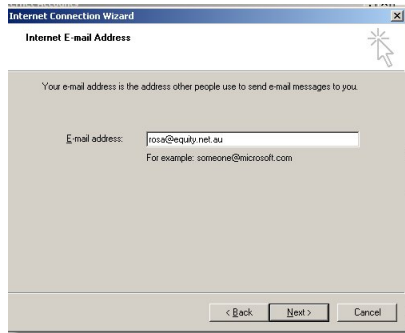 Internet Connection Wizard
Internet E-mail Address
Your e-mail address is the address other people use to send e-mail messages to you.
E-mail address: rosa@equity.net.au
For example: someone@microsoft.com
< Back Next > Cancel